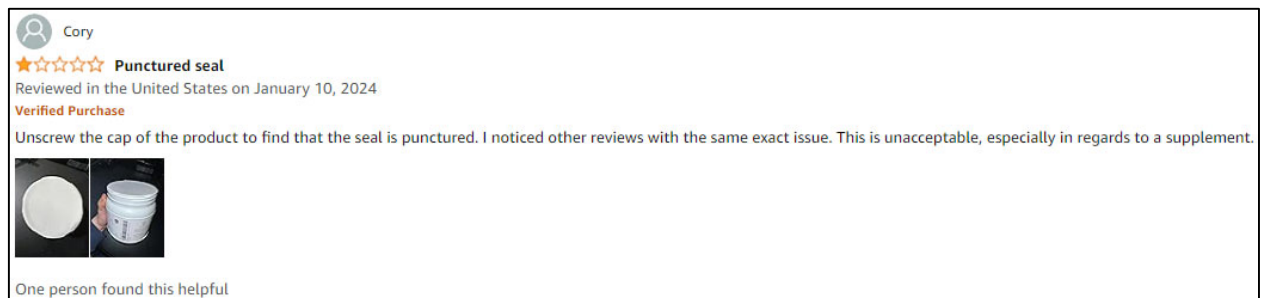 Cory
Punctured seal
Reviewed in the United States on January 10, 2024
Verified Purchase
Unscrew the cap of the product to find that the seal is punctured. I noticed other reviews with the same exact issue. This is unacceptable, especially in regards to a supplement.
One person found this helpful